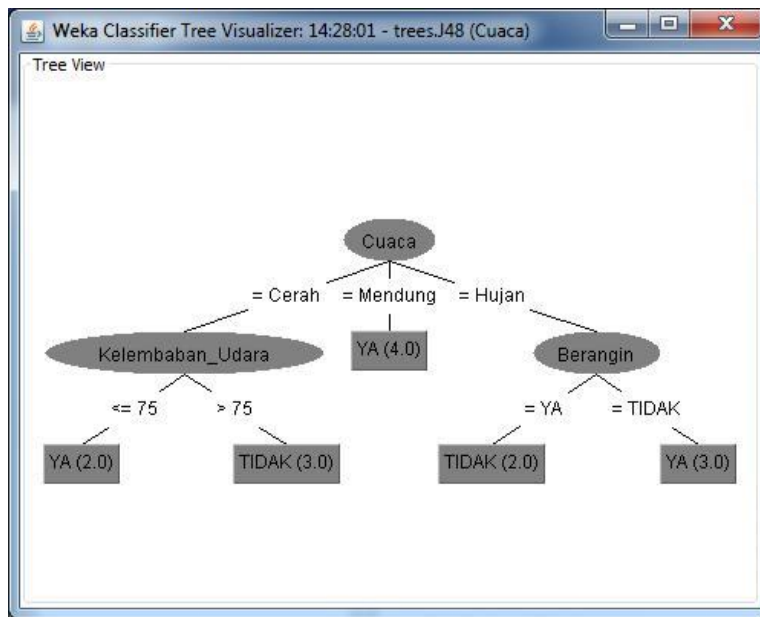 Weka Classifier Tree Visualizer: 14:28:01 - trees.J48 (Cuaca)
Tree View
Cuaca
= Cerah = Mendung = Hujan
Kelembaban_Udara YA (4.0) Berangin
<= 75 > 75 = YA = TIDAK
YA (2.0) TIDAK (3.0) TIDAK (2.0) YA (3.0)